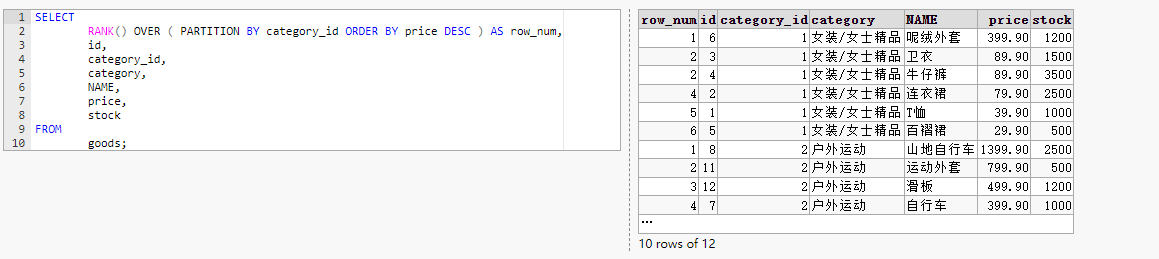 1 SELECT
2 RANK() OVER ( PARTITION BY category_id ORDER BY price DESC ) AS row_num,
3 id,
4 category_id,
5 category,
6 NAME,
7 price,
8 stock
9 FROM
10 goods;
row_num id category_id category NAME price stock
1 6 1 女装/女士精品 呢绒外套 399.90 1200
2 3 1 女装/女士精品 卫衣 89.90 1500
2 4 1 女装/女士精品 牛仔裤 89.90 3500
4 2 1 女装/女士精品 连衣裙 79.90 2500
5 1 1 女装/女士精品 T恤 39.90 1000
6 5 1 女装/女士精品 百褶裙 29.90 500
1 8 2 户外运动 山地自行车 1399.90 2500
2 11 2 户外运动 运动外套 799.90 500
3 12 2 户外运动 滑板 499.90 1200
4 7 2 户外运动 自行车 399.90 1000
...
10 rows of 12